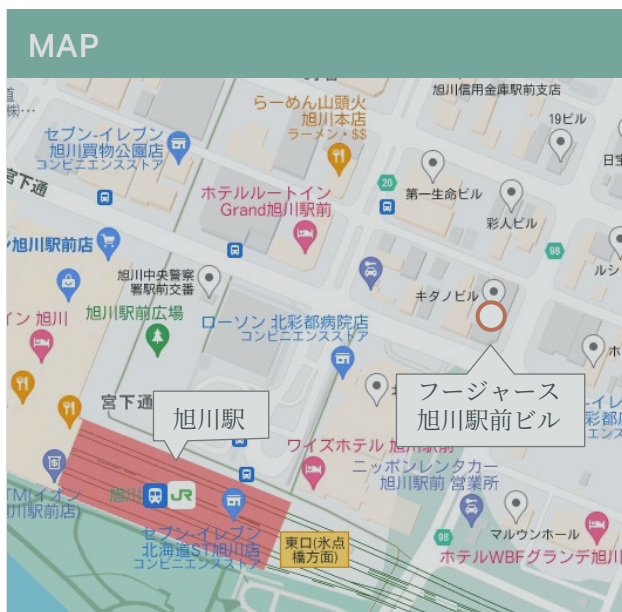 MAP
旭川信用金庫駅前支店
らーめん山頭火
旭川本店
ラーメン・$$
19ビル
セブン-イレブン
旭川買物公園店
コンビニエンスストア
宮下通
20
第一生命ビル
日宝
ホテルルートイン
Grand旭川駅前
彩人ビル
98
旭川駅前店
ルシ
旭川中央警察
署駅前交番
キタノビル
イン 旭川
旭川駅前広場
ローソン 北彩都病院店
コンビニエンスストア
ホ
フージャース
旭川駅前ビル
宮下通
旭川駅
ワイズホテル 旭川駅前
ニッポンレンタカー
旭川駅前 営業所
TM(イオン
旭川駅前店)
旭川
JR
セブン-イレブン
北海道ST旭川店
コンビニエンスストア
東口(氷点
橋方面)
マルウンホール
98
ホテルWBFグランデ旭川